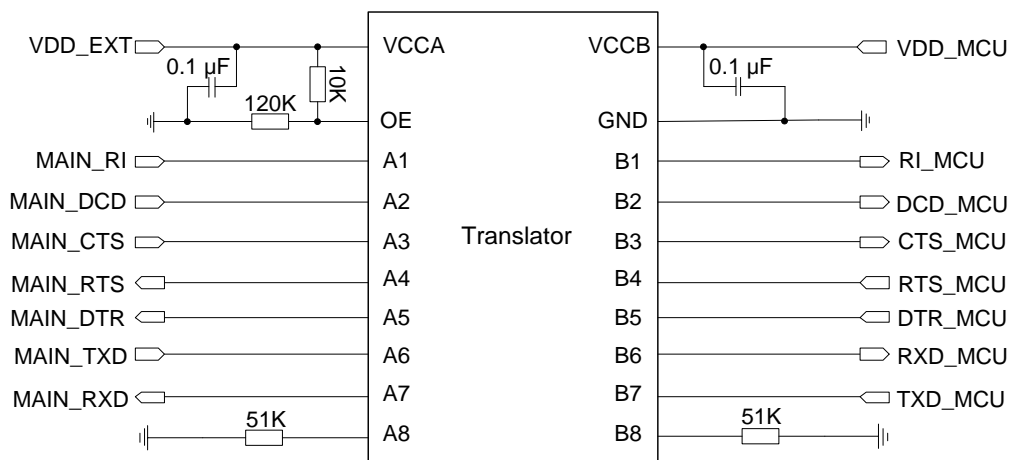 VDD_EXT VCCA VCCB VDD_MCU
0.1 µF 10K 0.1 µF
120K OE GND
MAIN_RI A1 B1 RI_MCU
MAIN_DCD A2 B2 DCD_MCU
MAIN_CTS A3 Translator B3 CTS_MCU
MAIN_RTS A4 B4 RTS_MCU
MAIN_DTR A5 B5 DTR_MCU
MAIN_TXD A6 B6 RXD_MCU
MAIN_RXD A7 B7 TXD_MCU
51K A8 B8 51K